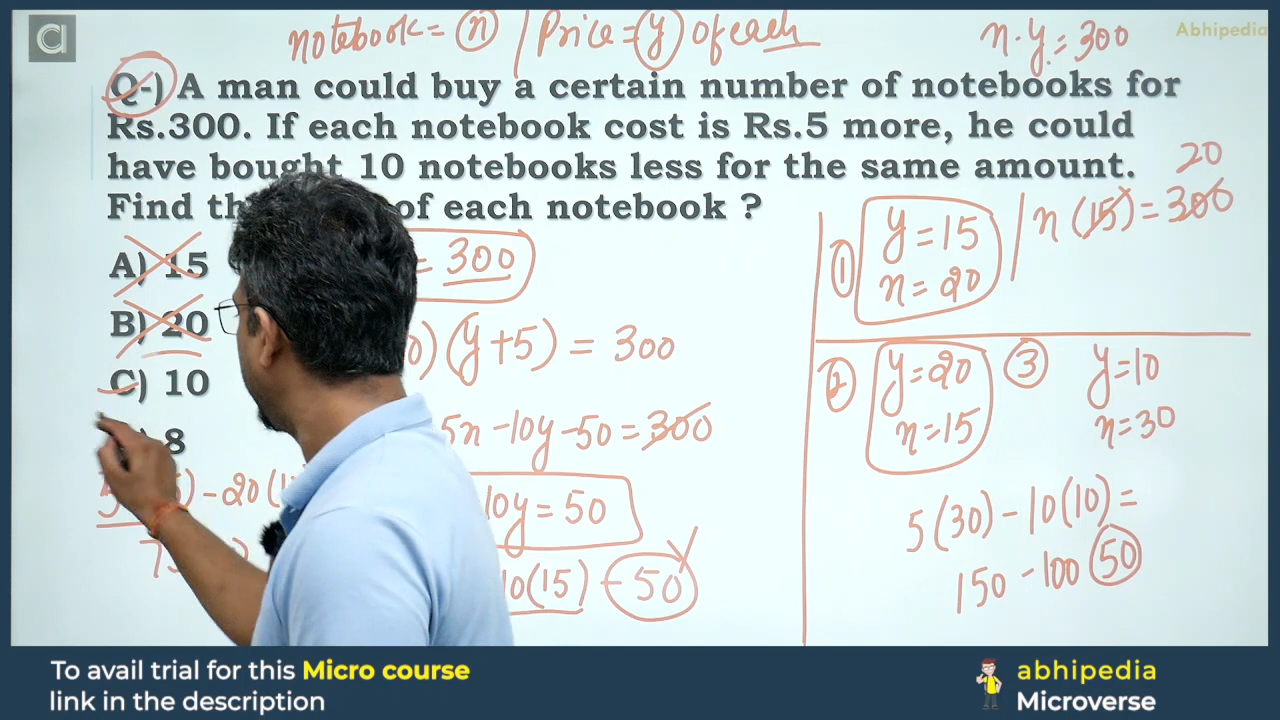 notebook = n | Price = y of each
n·y = 300
Abhipedia
Q-) A man could buy a certain number of notebooks for
Rs.300. If each notebook cost is Rs.5 more, he could
have bought 10 notebooks less for the same amount.
Find th of each notebook ?
A) 15
B) 20
C) 10
8
= 300
0) (y+5) = 300
5n - 10y - 50 = 300
10y = 50
10(15) = 50
- 20(
① y = 15
n = 20
n (15) = 300
20
② y = 20
n = 15
③ y = 10
n = 30
5(30) - 10(10) =
150 - 100 50
To avail trial for this Micro course
link in the description
abhipedia
Microverse